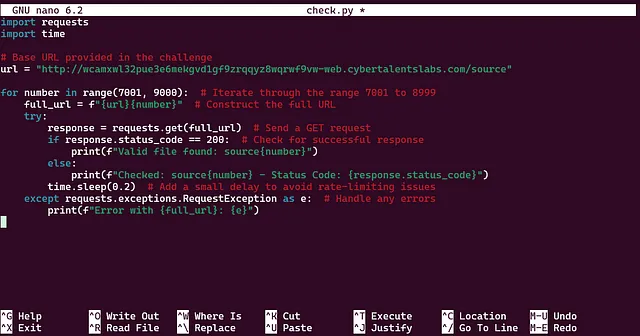 GNU nano 6.2 check.py *
import requests
import time
# Base URL provided in the challenge
url = "http://wcamxwl32pue3e6mekgvd1gf9zrqqyz8wqrwf9vw-web.cybertalentslabs.com/source"
for number in range(7001, 9000):  # Iterate through the range 7001 to 8999
    full_url = f"{url}{number}"  # Construct the full URL
    try:
        response = requests.get(full_url)  # Send a GET request
        if response.status_code == 200:  # Check for successful response
            print(f"Valid file found: source{number}")
        else:
            print(f"Checked: source{number} - Status Code: {response.status_code}")
        time.sleep(0.2)  # Add a small delay to avoid rate-limiting issues
    except requests.exceptions.RequestException as e:  # Handle any errors
        print(f"Error with {full_url}: {e}")
^G Help ^O Write Out ^W Where Is ^K Cut ^T Execute ^C Location M-U Undo
^X Exit ^R Read File ^\ Replace ^U Paste ^J Justify ^/ Go To Line M-E Redo